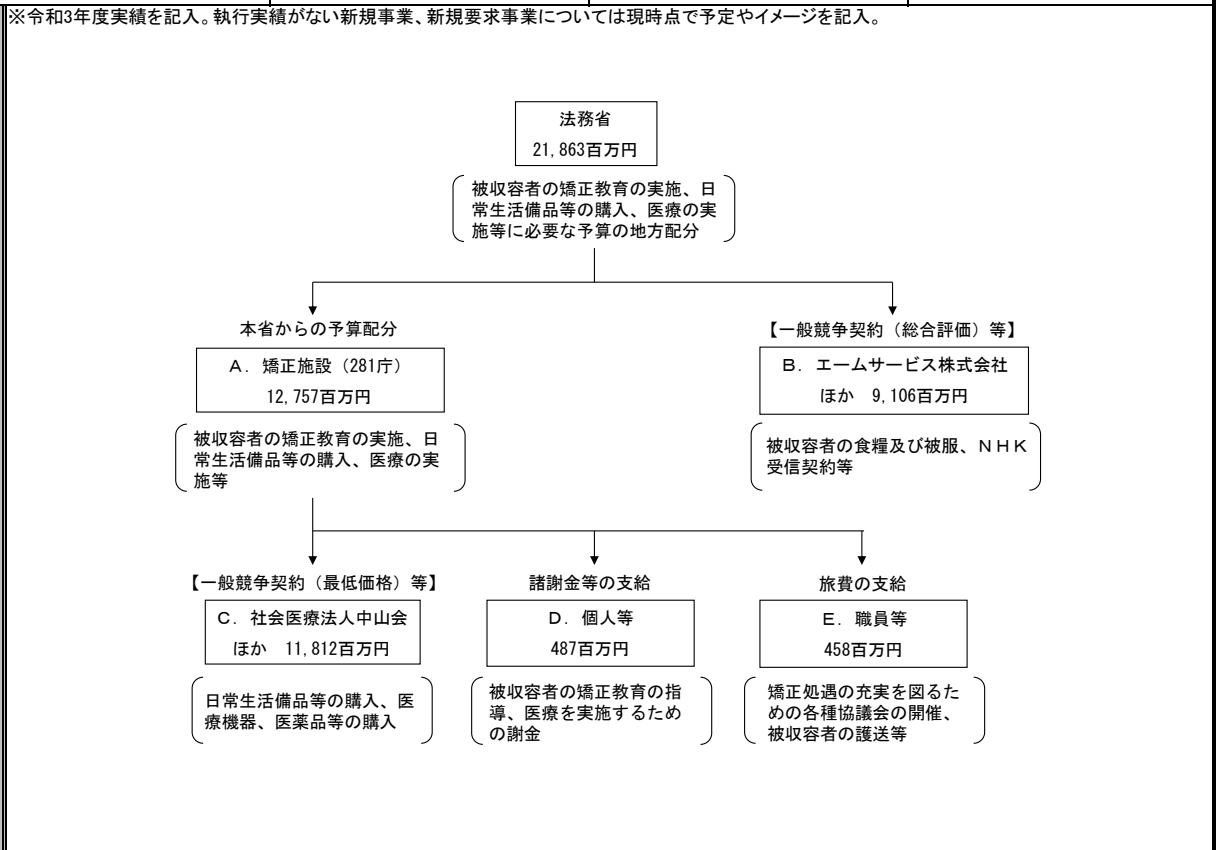 ※令和3年度実績を記入。執行実績がない新規事業、新規要求事業については現時点で予定やイメージを記入。
法務省
21,863百万円
被収容者の矯正教育の実施、日
常生活備品等の購入、医療の実
施等に必要な予算の地方配分
本省からの予算配分
A．矯正施設（281庁）
12,757百万円
被収容者の矯正教育の実施、日
常生活備品等の購入、医療の実
施等
【一般競争契約（総合評価）等】
B．エームサービス株式会社
ほか　9,106百万円
被収容者の食糧及び被服、ＮＨＫ
受信契約等
【一般競争契約（最低価格）等】
C．社会医療法人中山会
ほか　11,812百万円
日常生活備品等の購入、医
療機器、医薬品等の購入
諸謝金等の支給
D．個人等
487百万円
被収容者の矯正教育の指
導、医療を実施するため
の謝金
旅費の支給
E．職員等
458百万円
矯正処遇の充実を図るた
めの各種協議会の開催、
被収容者の護送等